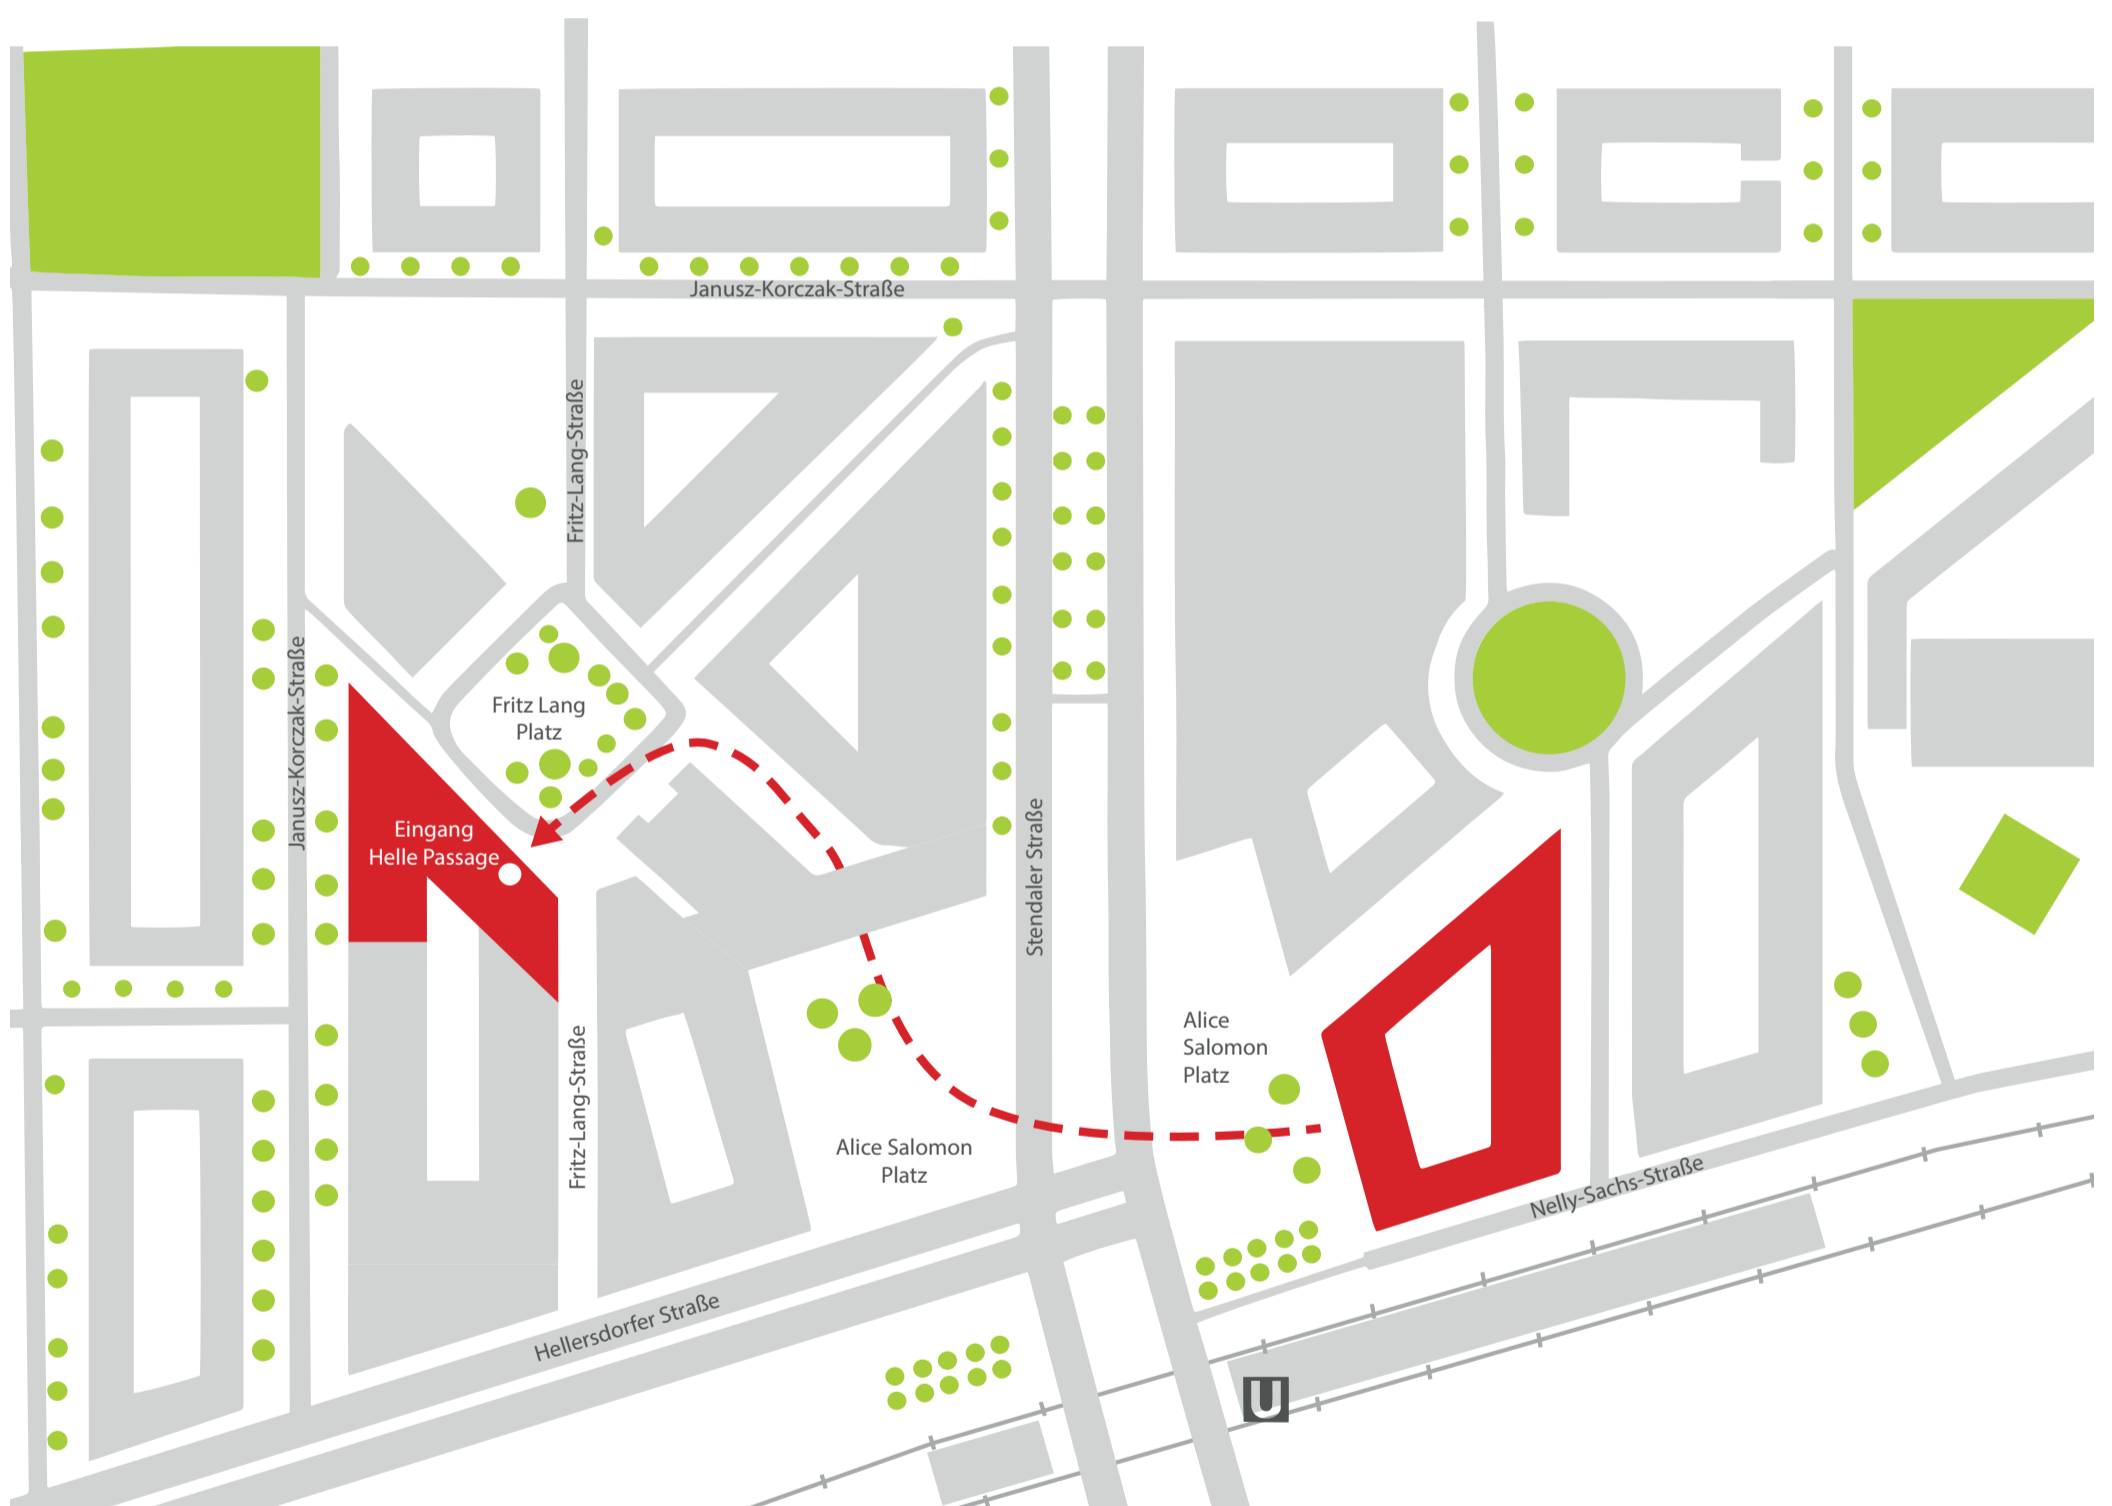 Janusz-Korczak-Straße
Fritz-Lang-Straße
Janusz-Korczak-Straße
Fritz Lang
Platz
Eingang
Helle Passage
Stendaler Straße
Alice
Salomon
Platz
Fritz-Lang-Straße
Alice Salomon
Platz
Nelly-Sachs-Straße
Hellersdorfer Straße
U